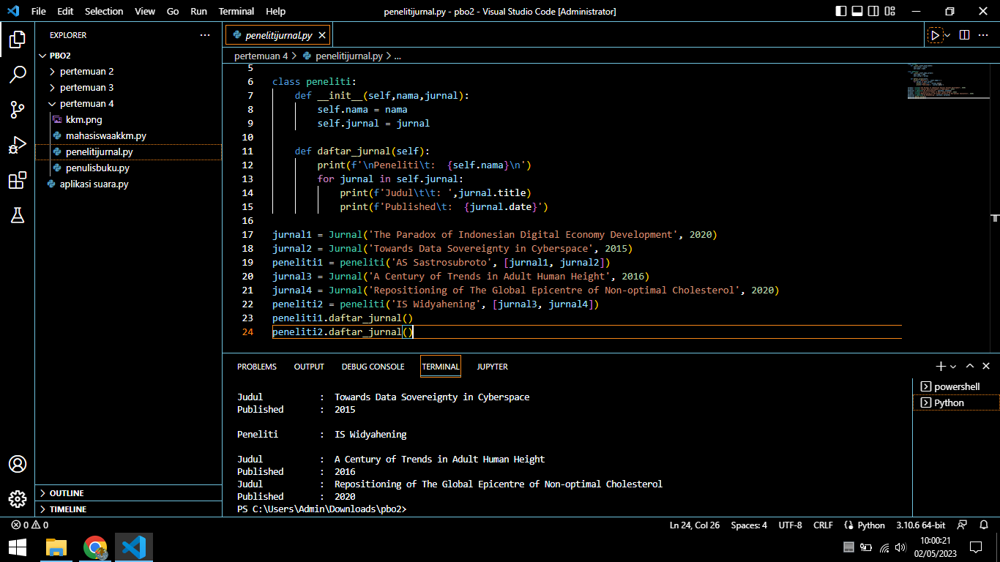 File Edit Selection View Go Run Terminal Help
penelitijurnal.py - pbo2 - Visual Studio Code [Administrator]
EXPLORER
PBO2
pertemuan 2
pertemuan 3
pertemuan 4
kkm.png
mahasiswaakkm.py
penelitijurnal.py
penulisbuku.py
aplikasi suara.py
OUTLINE
TIMELINE
penelitijurnal.py
pertemuan 4 > penelitijurnal.py > ...
5
6 class peneliti:
7     def __init__(self,nama,jurnal):
8         self.nama = nama
9         self.jurnal = jurnal
10
11     def daftar_jurnal(self):
12         print(f'\nPeneliti\t:  {self.nama}\n')
13         for jurnal in self.jurnal:
14             print(f'Judul\t\t: ',jurnal.title)
15             print(f'Published\t:  {jurnal.date}')
16
17 jurnal1 = Jurnal('The Paradox of Indonesian Digital Economy Development', 2020)
18 jurnal2 = Jurnal('Towards Data Sovereignty in Cyberspace', 2015)
19 peneliti1 = peneliti('AS Sastrosubroto', [jurnal1, jurnal2])
20 jurnal3 = Jurnal('A Century of Trends in Adult Human Height', 2016)
21 jurnal4 = Jurnal('Repositioning of The Global Epicentre of Non-optimal Cholesterol', 2020)
22 peneliti2 = peneliti('IS Widyahening', [jurnal3, jurnal4])
23 peneliti1.daftar_jurnal()
24 peneliti2.daftar_jurnal()
PROBLEMS OUTPUT DEBUG CONSOLE TERMINAL JUPYTER
Judul : Towards Data Sovereignty in Cyberspace
Published : 2015
Peneliti : IS Widyahening
Judul : A Century of Trends in Adult Human Height
Published : 2016
Judul : Repositioning of The Global Epicentre of Non-optimal Cholesterol
Published : 2020
PS C:\Users\Admin\Downloads\pbo2>
powershell
Python
0 0
Ln 24, Col 26 Spaces: 4 UTF-8 CRLF Python 3.10.6 64-bit
10:00:21
02/05/2023